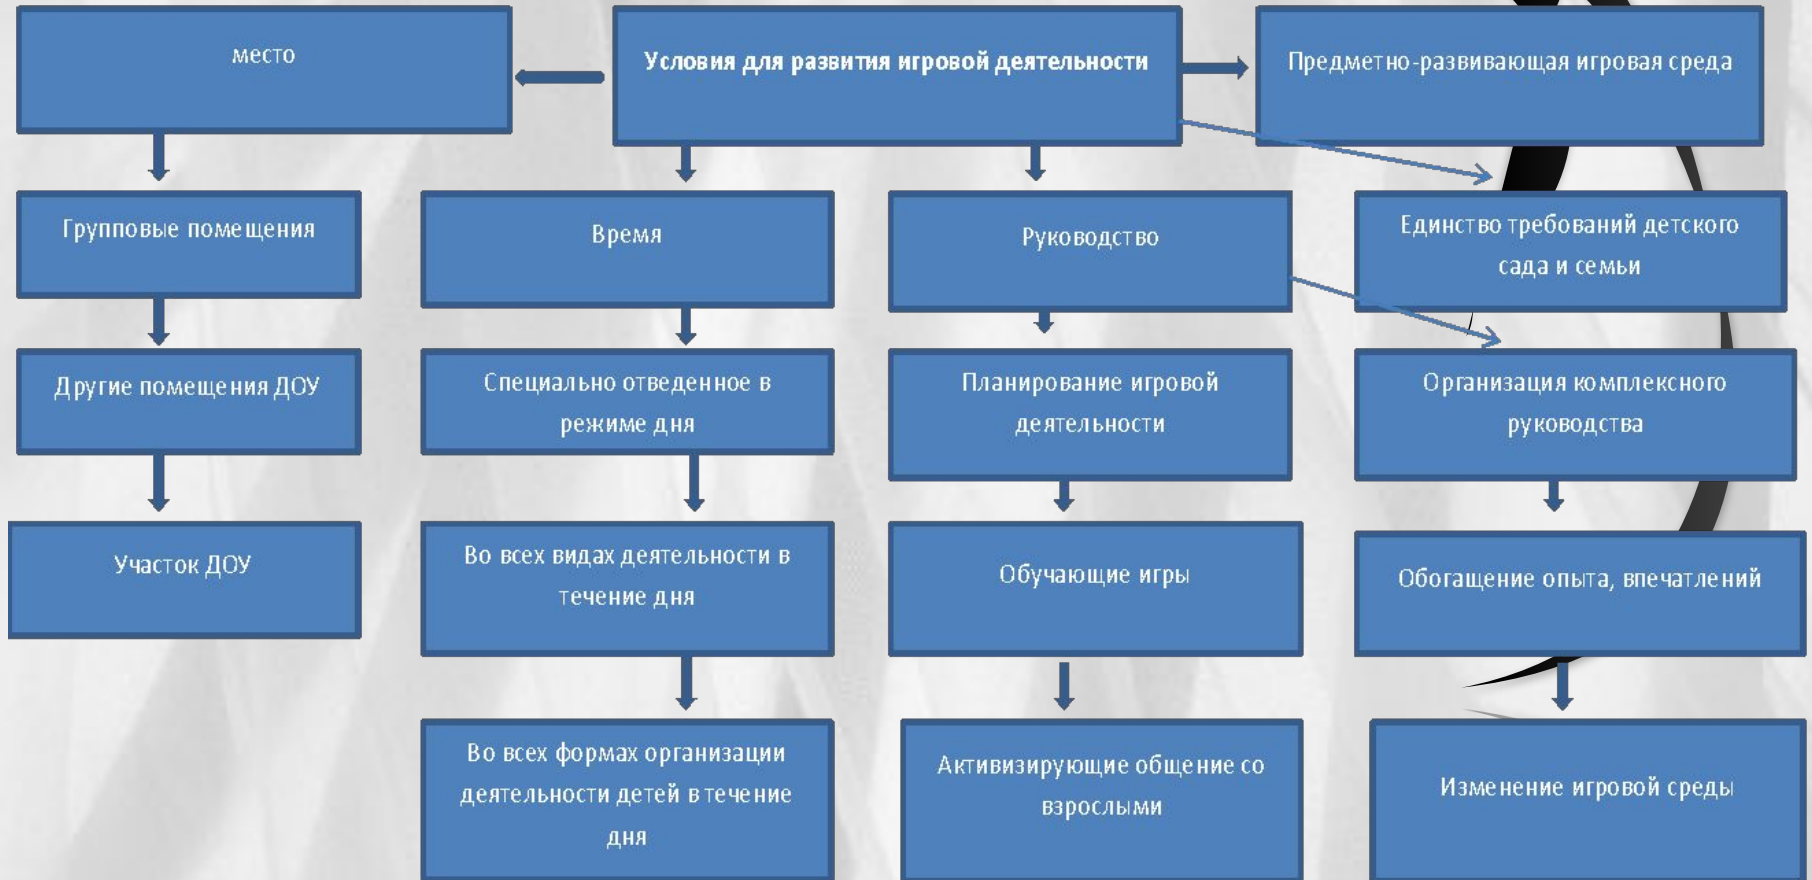 место
Условия для развития игровой деятельности
Предметно-развивающая игровая среда
Групповые помещения
Время
Руководство
Единство требований детского
сада и семьи
Другие помещения ДОУ
Специально отведенное в
режиме дня
Планирование игровой
деятельности
Организация комплексного
руководства
Участок ДОУ
Во всех видах деятельности в
течение дня
Обучающие игры
Обогащение опыта, впечатлений
Во всех формах организации
деятельности детей в течение
дня
Активизирующие общение со
взрослыми
Изменение игровой среды